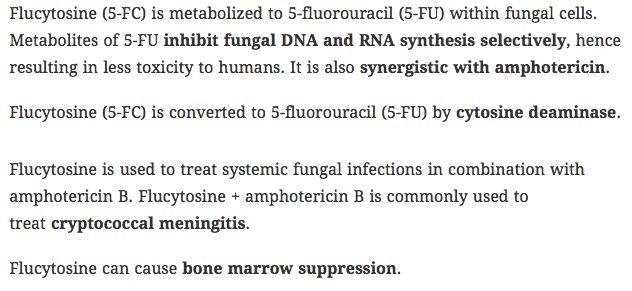 Flucytosine (5-FC) is metabolized to 5-fluorouracil (5-FU) within fungal cells.
Metabolites of 5-FU inhibit fungal DNA and RNA synthesis selectively, hence
resulting in less toxicity to humans. It is also synergistic with amphotericin.
Flucytosine (5-FC) is converted to 5-fluorouracil (5-FU) by cytosine deaminase.
Flucytosine is used to treat systemic fungal infections in combination with
amphotericin B. Flucytosine + amphotericin B is commonly used to
treat cryptococcal meningitis.
Flucytosine can cause bone marrow suppression.